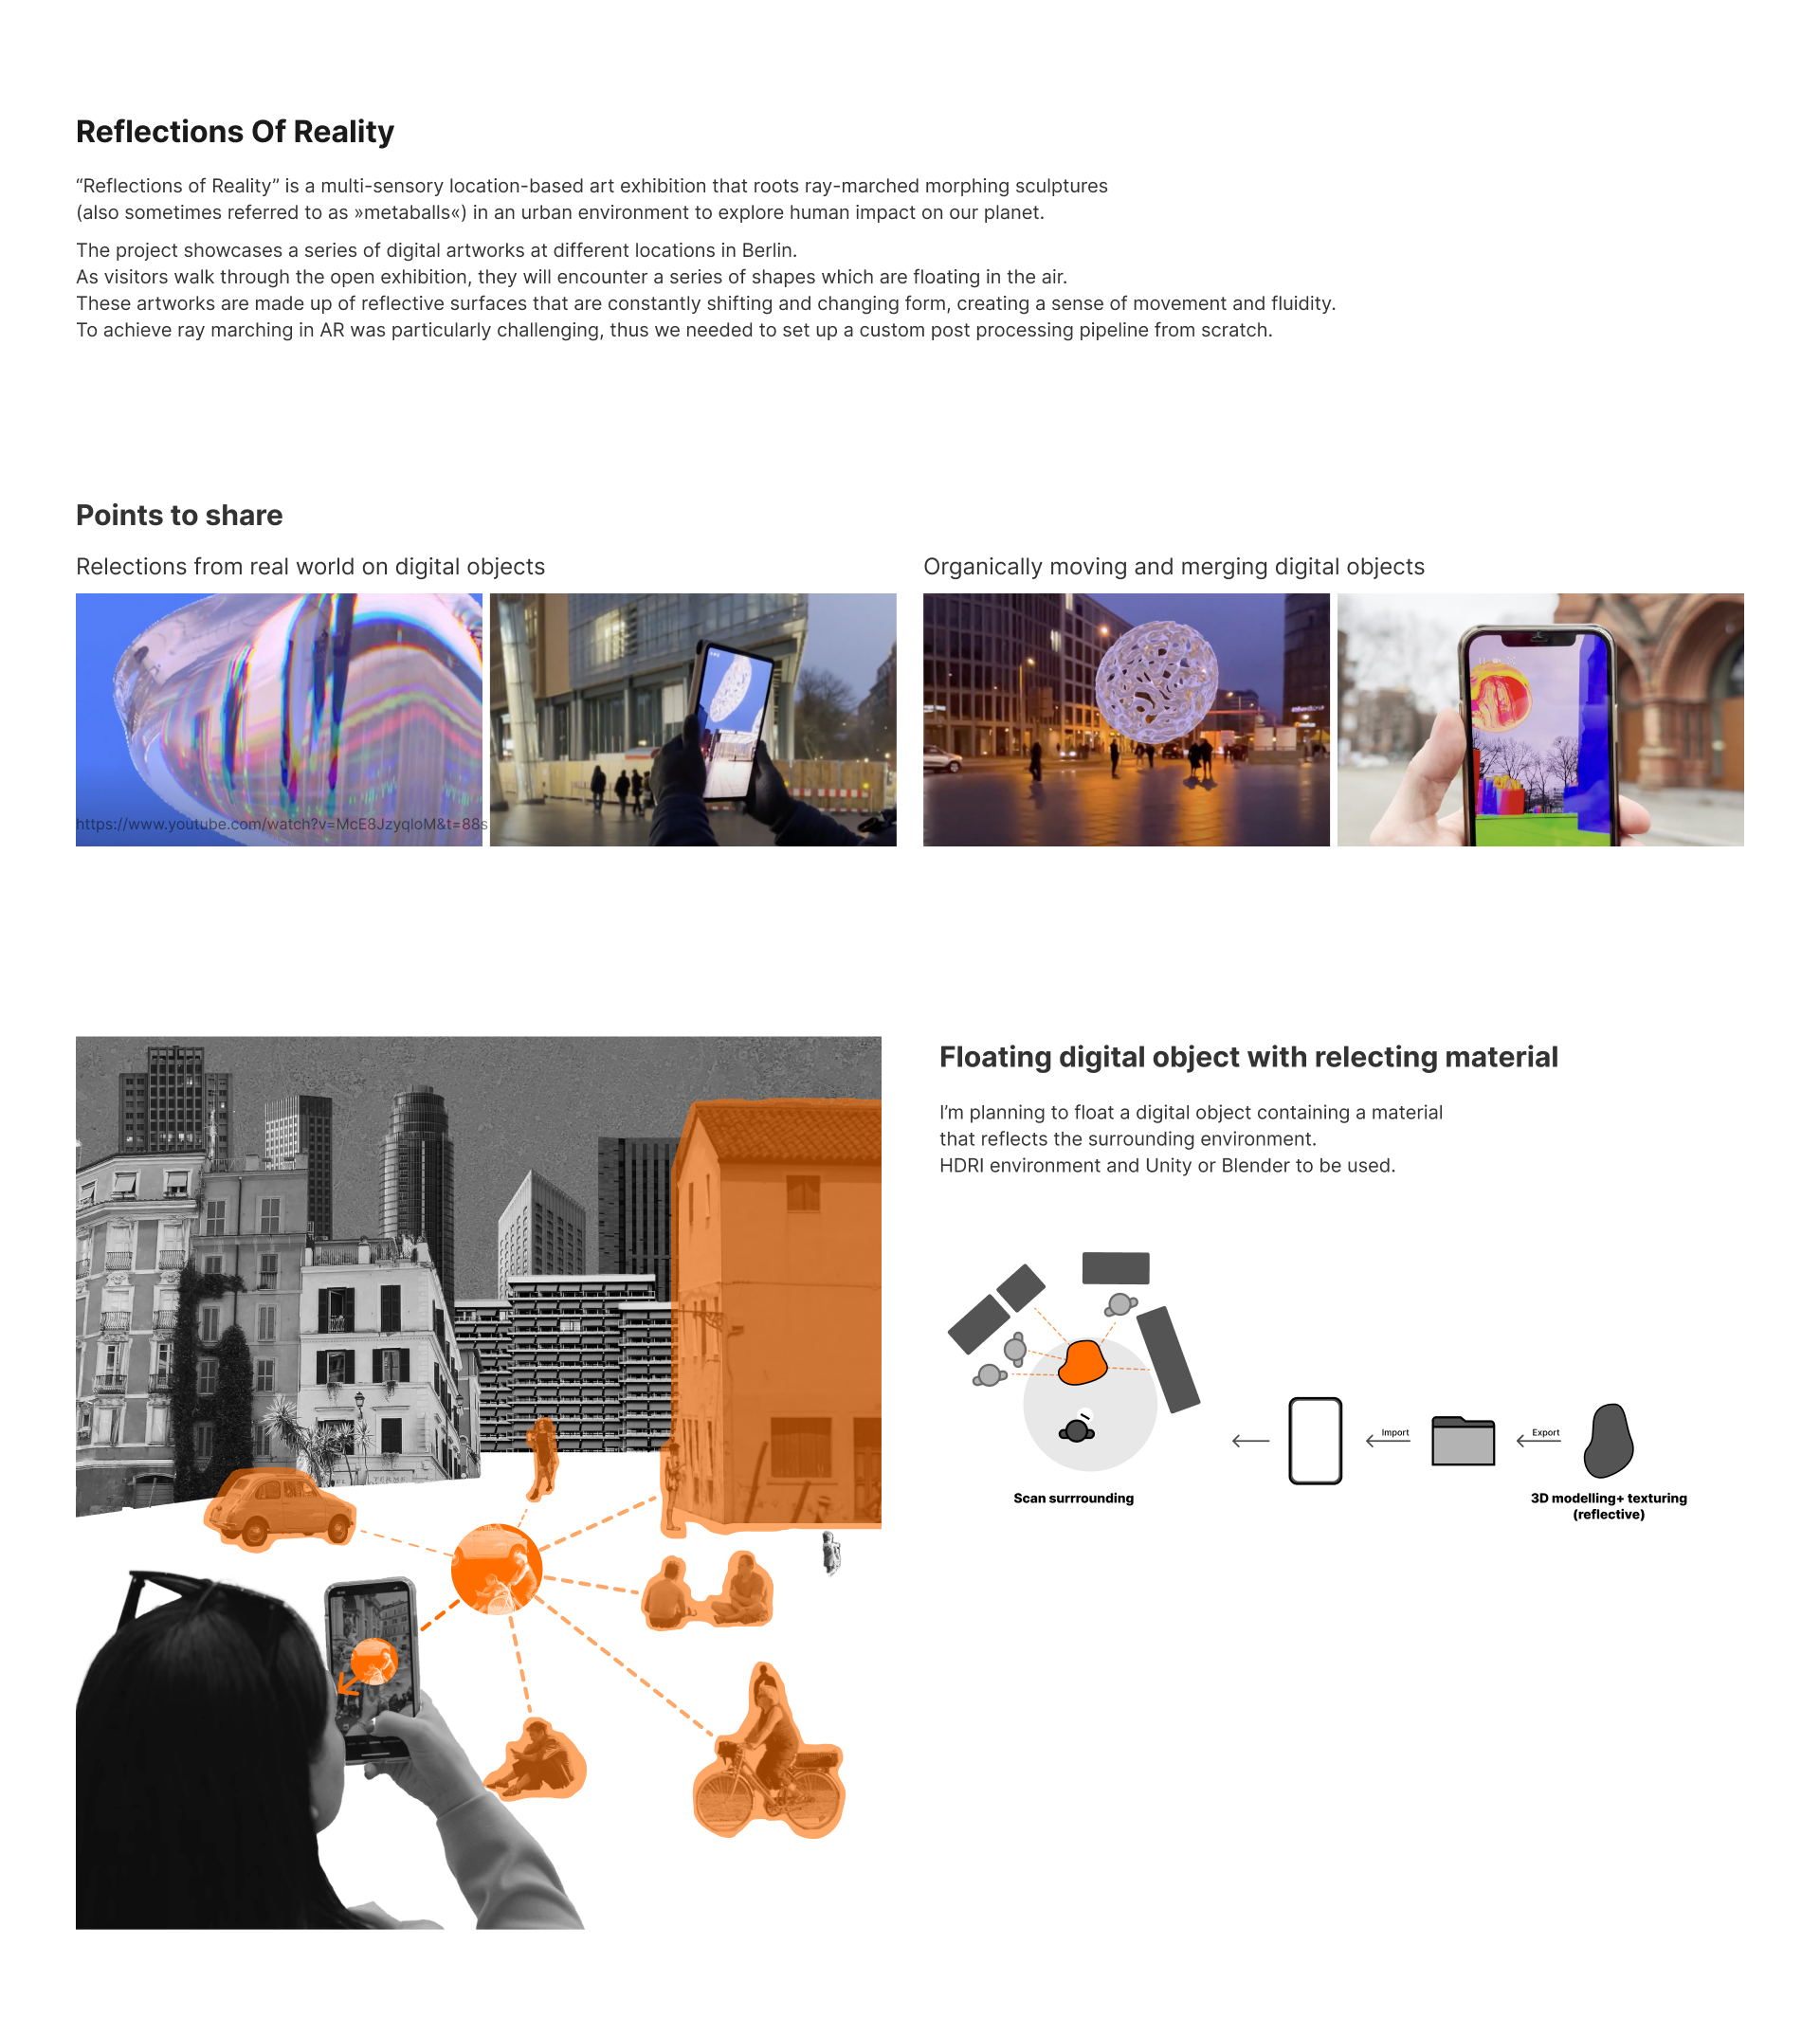 Reflections Of Reality
“Reflections of Reality” is a multi-sensory location-based art exhibition that roots ray-marched morphing sculptures
(also sometimes referred to as »metaballs«) in an urban environment to explore human impact on our planet.
The project showcases a series of digital artworks at different locations in Berlin.
As visitors walk through the open exhibition, they will encounter a series of shapes which are floating in the air.
These artworks are made up of reflective surfaces that are constantly shifting and changing form, creating a sense of movement and fluidity.
To achieve ray marching in AR was particularly challenging, thus we needed to set up a custom post processing pipeline from scratch.
Points to share
Relections from real world on digital objects
Organically moving and merging digital objects
https://www.youtube.com/watch?v=McE8JzyqloM&t=88s
Floating digital object with relecting material
I’m planning to float a digital object containing a material
that reflects the surrounding environment.
HDRI environment and Unity or Blender to be used.
Import
Export
Scan surrrounding
3D modelling+ texturing
(reflective)